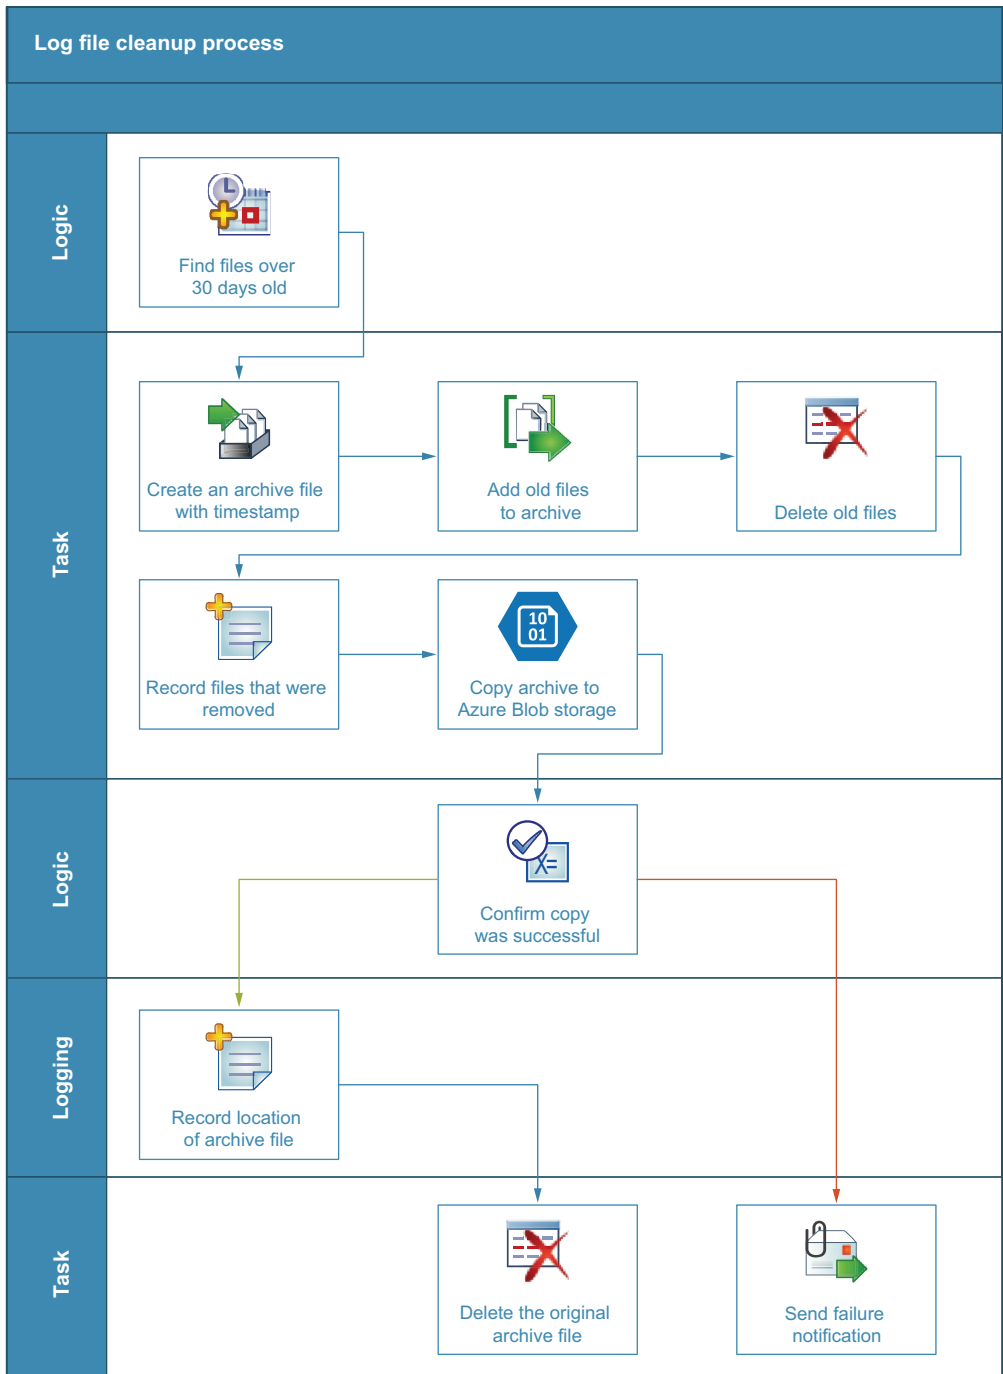 Log file cleanup process
Logic
Find files over
30 days old
Task
Create an archive file
with timestamp
Add old files
to archive
Delete old files
Record files that were
removed
10
01
Copy archive to
Azure Blob storage
Logic
X=
Confirm copy
was successful
Logging
Record location
of archive file
Task
Delete the original
archive file
Send failure
notification